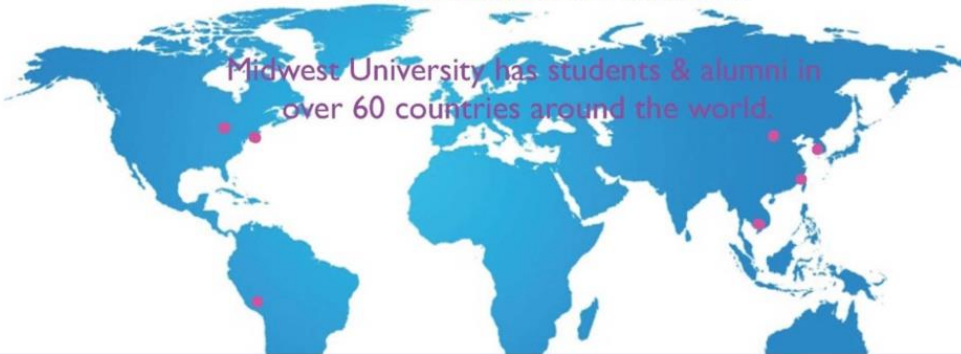 Midwest University has students & alumni in
over 60 countries around the world.